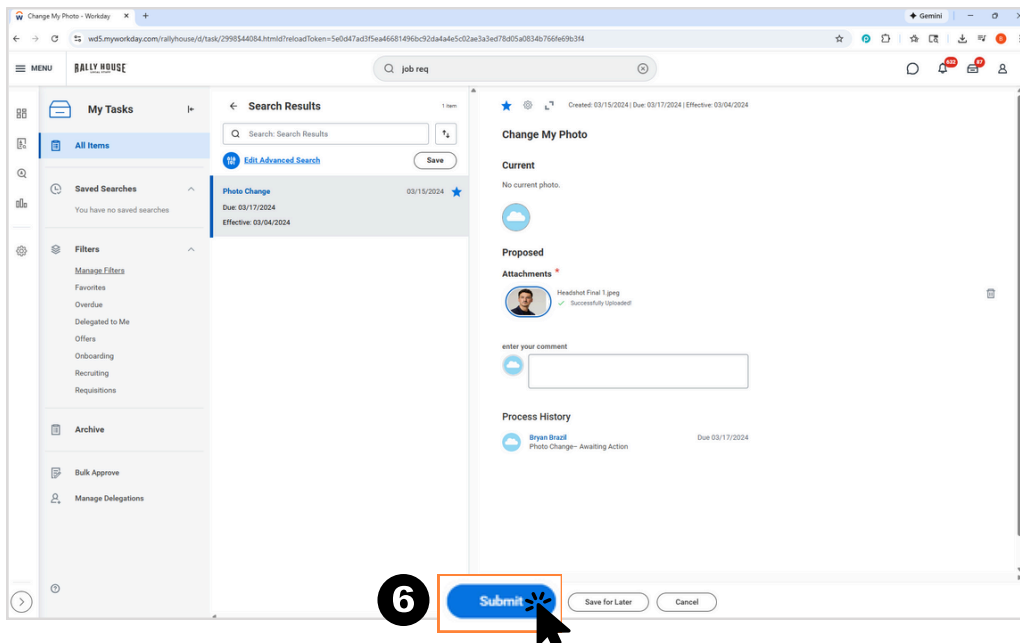 Change My Photo - Workday
Gemini
wd5.myworkday.com/rallyhouse/d/task/2998$44084.htmld?reloadToken=5e0d47ad3f5ea46681496bc92da4a4e5c02ae3a3ed78d05a0834b766fe69b3f4
MENU
RALLY HOUSE
job req
632
87
My Tasks
All Items
Saved Searches
You have no saved searches
Filters
Manage Filters
Favorites
Overdue
Delegated to Me
Offers
Onboarding
Recruiting
Requisitions
Archive
Bulk Approve
Manage Delegations
Search Results
1 item
Search: Search Results
Edit Advanced Search
Save
Photo Change
03/15/2024
Due: 03/17/2024
Effective: 03/04/2024
Created: 03/15/2024 | Due: 03/17/2024 | Effective: 03/04/2024
Change My Photo
Current
No current photo.
Proposed
Attachments *
Headshot Final 1.jpeg
Successfully Uploaded!
enter your comment
Process History
Bryan Brazil
Due 03/17/2024
Photo Change– Awaiting Action
6
Submit
Save for Later
Cancel